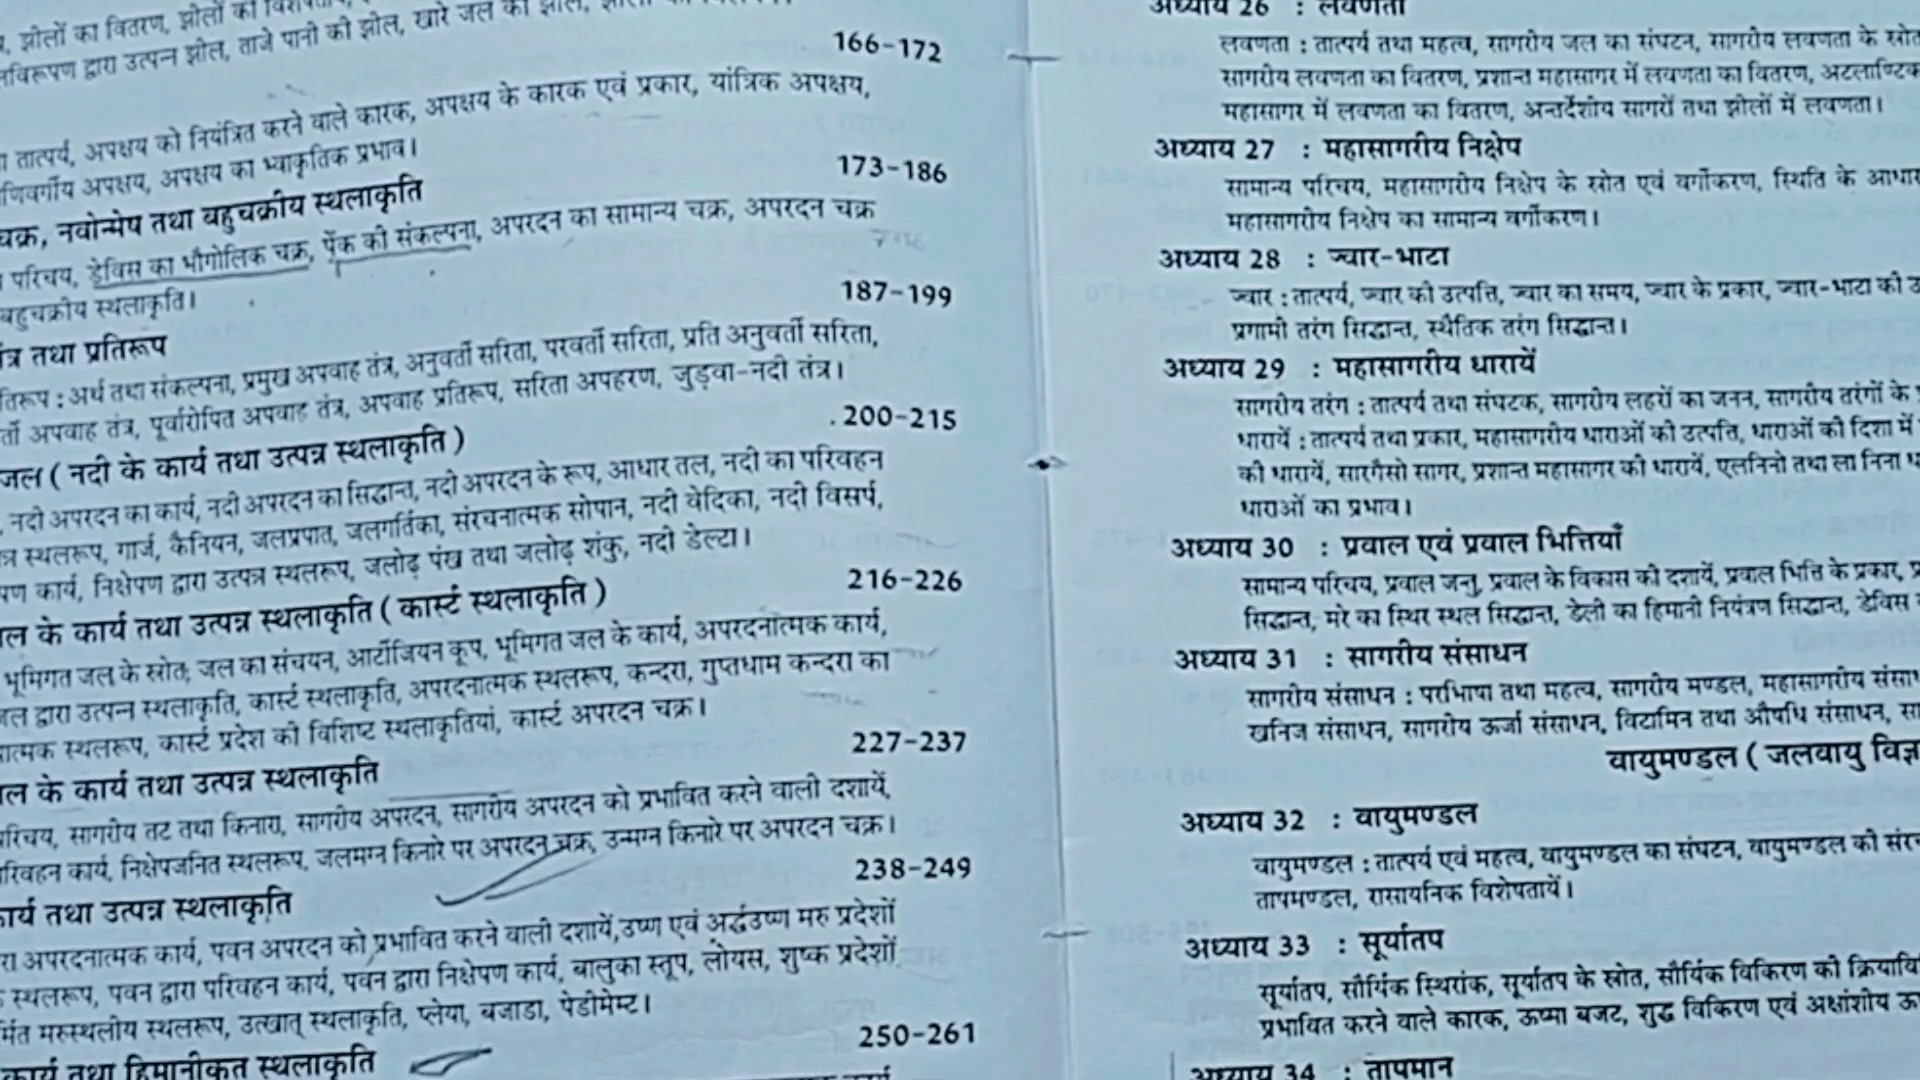 झीलों का वितरण, झीलों की
द्वारा उत्पन्न झील, ताजे पानी की झील, खारे जल की झील,
166-172
तात्पर्य, अपक्षय को नियंत्रित करने वाले कारक, अपक्षय के कारक एवं प्रकार, यांत्रिक अपक्षय,
अपक्षय, अपक्षय का भ्वाकृतिक प्रभाव।
173-186
चक्र, नवोन्मेष तथा बहुचक्रीय स्थलाकृति
परिचय, डेविस का भौगोलिक चक्र, पेंक की संकल्पना, अपरदन का सामान्य चक्र, अपरदन चक्र
बहुचक्रीय स्थलाकृति।
187-199
तथा प्रतिरूप
अर्थ तथा संकल्पना, प्रमुख अपवाह तंत्र, अनुवर्ती सरिता, परवर्ती सरिता, प्रति अनुवर्ती सरिता,
अपवाह तंत्र, पूर्वारोपित अपवाह तंत्र, अपवाह प्रतिरूप, सरिता अपहरण, जुड़वा-नदी तंत्र।
200-215
जल ( नदी के कार्य तथा उत्पन्न स्थलाकृति )
, नदी अपरदन का कार्य, नदी अपरदन का सिद्धान्त, नदी अपरदन के रूप, आधार तल, नदी का परिवहन
स्थलरूप, गार्ज, कैनियन, जलप्रपात, जलगर्तिका, संरचनात्मक सोपान, नदी वेदिका, नदी विसर्प,
कार्य, निक्षेपण द्वारा उत्पन्न स्थलरूप, जलोढ़ पंख तथा जलोढ़ शंकु, नदी डेल्टा।
216-226
के कार्य तथा उत्पन्न स्थलाकृति ( कार्स्ट स्थलाकृति )
भूमिगत जल के स्रोत, जल का संचयन, आर्टीजियन कूप, भूमिगत जल के कार्य, अपरदनात्मक कार्य,
द्वारा उत्पन्न स्थलाकृति, कार्स्ट स्थलाकृति, अपरदनात्मक स्थलरूप, कन्दरा, गुप्तधाम कन्दरा का
स्थलरूप, कार्स्ट प्रदेश की विशिष्ट स्थलाकृतियां, कार्स्ट अपरदन चक्र।
227-237
के कार्य तथा उत्पन्न स्थलाकृति
सागरीय तट तथा किनारा, सागरीय अपरदन, सागरीय अपरदन को प्रभावित करने वाली दशायें,
कार्य, निक्षेपजनित स्थलरूप, जलमग्न किनारे पर अपरदन चक्र, उन्मग्न किनारे पर अपरदन चक्र।
238-249
तथा उत्पन्न स्थलाकृति
अपरदनात्मक कार्य, पवन अपरदन को प्रभावित करने वाली दशायें, उष्ण एवं अर्द्धउष्ण मरु प्रदेशों
स्थलरूप, पवन द्वारा परिवहन कार्य, पवन द्वारा निक्षेपण कार्य, बालुका स्तूप, लोयस, शुष्क प्रदेशों
मरुस्थलीय स्थलरूप, उत्खात् स्थलाकृति, प्लेया, बजाडा, पेडीमेण्ट।
250-261
कार्य तथा हिमानीकृत स्थलाकृति
अध्याय 26 : लवणता
लवणता : तात्पर्य तथा महत्व, सागरीय जल का संघटन, सागरीय लवणता के स्रोत
सागरीय लवणता का वितरण, प्रशान्त महासागर में लवणता का वितरण, अटलाण्टिक
महासागर में लवणता का वितरण, अन्तर्देशीय सागरों तथा झीलों में लवणता।
अध्याय 27 : महासागरीय निक्षेप
सामान्य परिचय, महासागरीय निक्षेप के स्रोत एवं वर्गीकरण, स्थिति के आधार
महासागरीय निक्षेप का सामान्य वर्गीकरण।
अध्याय 28 : ज्वार-भाटा
ज्वार : तात्पर्य, ज्वार की उत्पत्ति, ज्वार का समय, ज्वार के प्रकार, ज्वार-भाटा की
प्रगामी तरंग सिद्धान्त, स्थैतिक तरंग सिद्धान्त।
अध्याय 29 : महासागरीय धारायें
सागरीय तरंग : तात्पर्य तथा संघटक, सागरीय लहरों का जनन, सागरीय तरंगों के
धारायें : तात्पर्य तथा प्रकार, महासागरीय धाराओं की उत्पत्ति, धाराओं की दिशा में
की धारायें, सारगैसो सागर, प्रशान्त महासागर की धारायें, एलनिनो तथा ला निना
धाराओं का प्रभाव।
अध्याय 30 : प्रवाल एवं प्रवाल भित्तियाँ
सामान्य परिचय, प्रवाल जन्तु, प्रवाल के विकास की दशायें, प्रवाल भित्ति के प्रकार,
सिद्धान्त, मरे का स्थिर स्थल सिद्धान्त, डेली का हिमानी नियंत्रण सिद्धान्त, डेविस
अध्याय 31 : सागरीय संसाधन
सागरीय संसाधन : परिभाषा तथा महत्व, सागरीय मण्डल, महासागरीय
खनिज संसाधन, सागरीय ऊर्जा संसाधन, विटामिन तथा औषधि संसाधन,
वायुमण्डल ( जलवायु
अध्याय 32 : वायुमण्डल
वायुमण्डल : तात्पर्य एवं महत्व, वायुमण्डल का संघटन, वायुमण्डल की
तापमण्डल, रासायनिक विशेषतायें।
अध्याय 33 : सूर्यातप
सूर्यातप, सौर्यिक स्थिरांक, सूर्यातप के स्रोत, सौर्यिक विकिरण की
प्रभावित करने वाले कारक, ऊष्मा बजट, शुद्ध विकिरण एवं अक्षांशीय
अध्याय 34 : तापमान